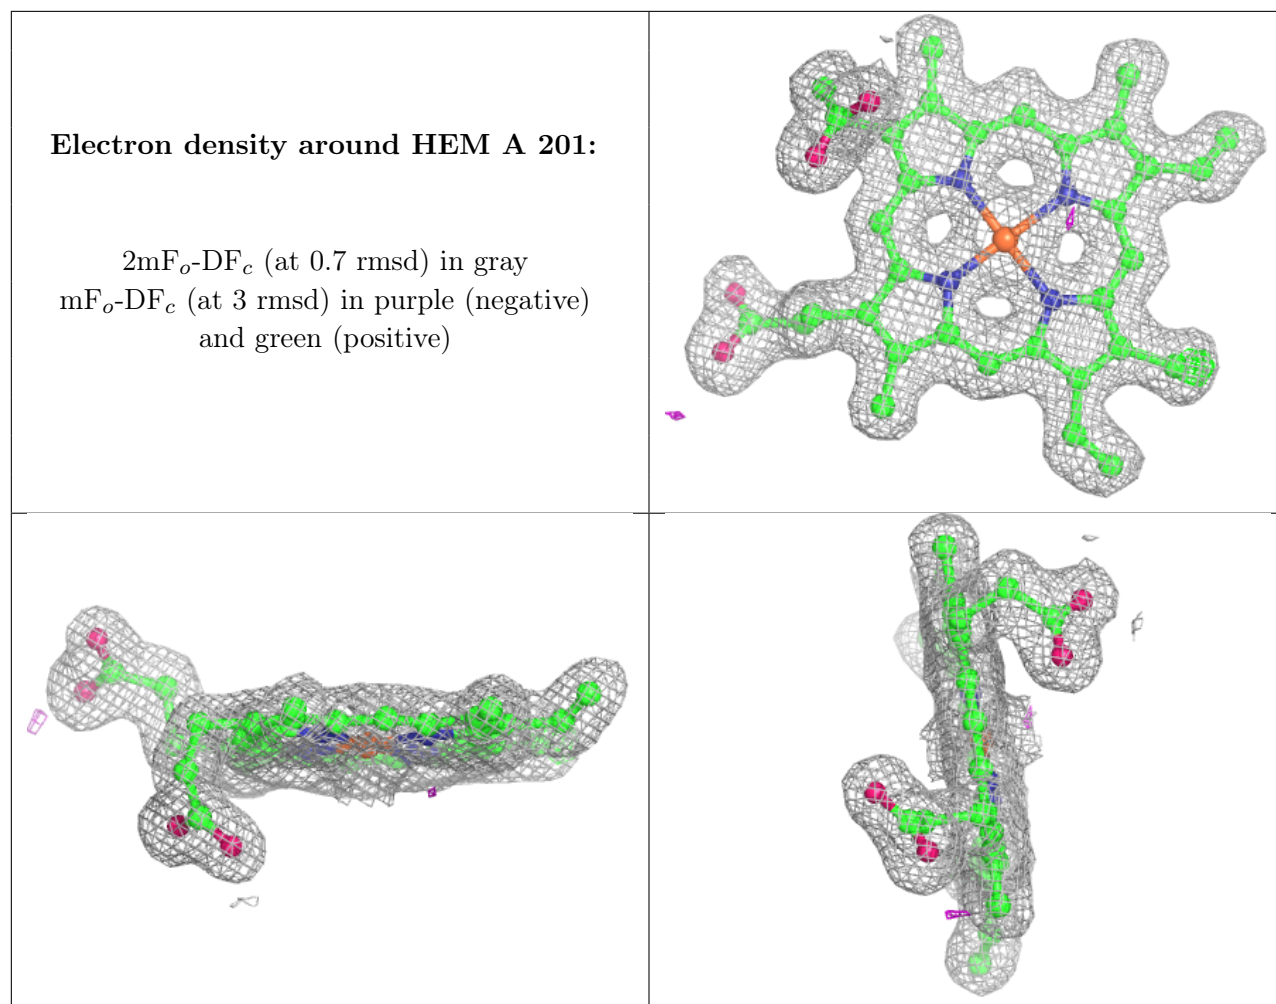 Electron density around HEM A 201:
2mFo-DFc (at 0.7 rmsd) in gray
mFo-DFc (at 3 rmsd) in purple (negative)
and green (positive)